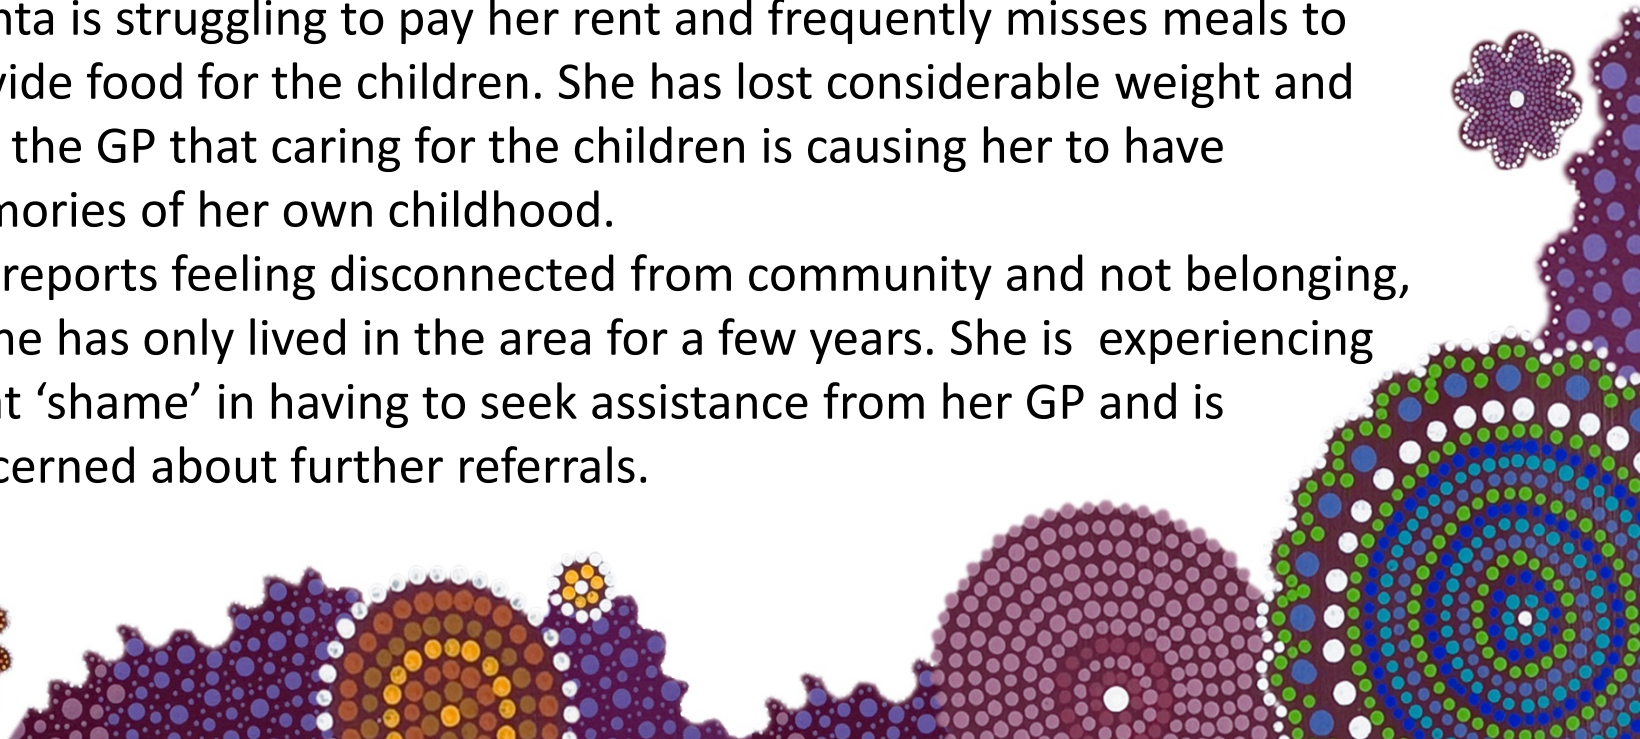 nta is struggling to pay her rent and frequently misses meals to
vide food for the children. She has lost considerable weight and
the GP that caring for the children is causing her to have
mories of her own childhood.
reports feeling disconnected from community and not belonging,
he has only lived in the area for a few years. She is  experiencing
at ‘shame’ in having to seek assistance from her GP and is
cerned about further referrals.